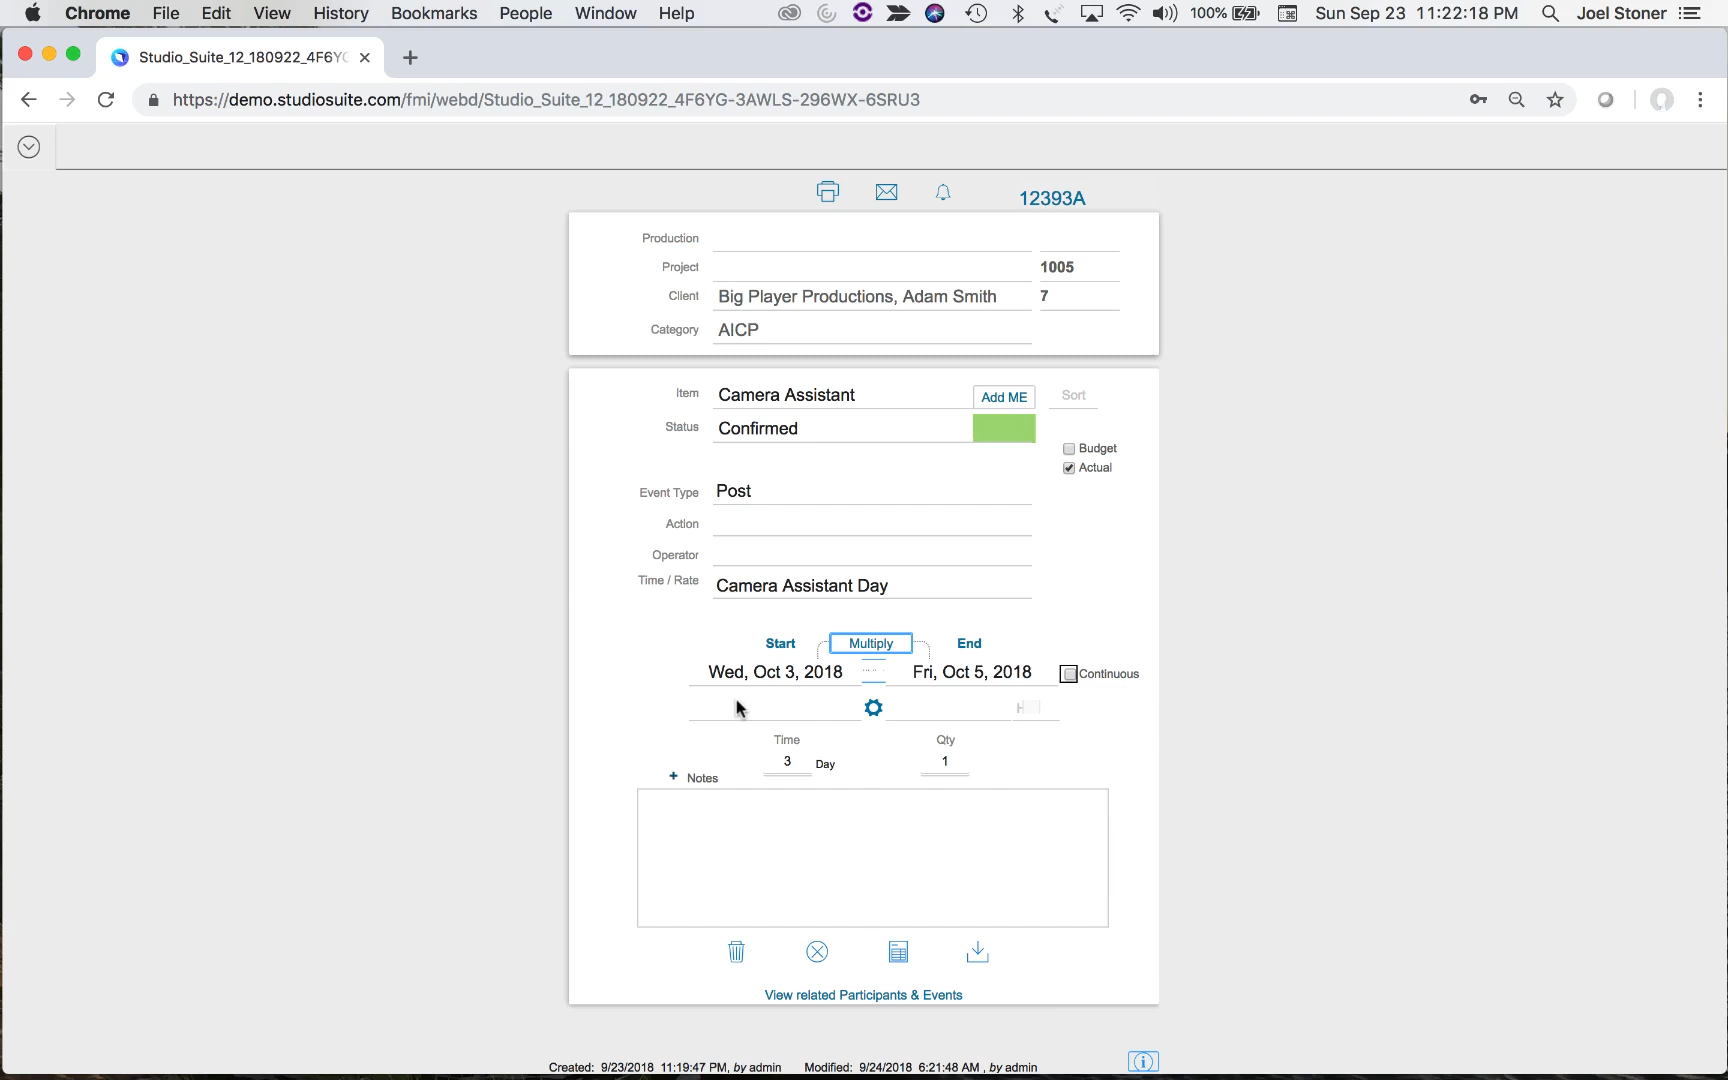 Chrome File Edit View History Bookmarks People Window Help 100% Sun Sep 23 11:22:18 PM Joel Stoner
Studio_Suite_12_180922_4F6YG
https://demo.studiosuite.com/fmi/webd/Studio_Suite_12_180922_4F6YG-3AWLS-296WX-6SRU3
12393A
Production
Project 1005
Client Big Player Productions, Adam Smith 7
Category AICP
Item Camera Assistant Add ME Sort
Status Confirmed
Budget
Actual
Event Type Post
Action
Operator
Time / Rate Camera Assistant Day
Start Multiply End
Wed, Oct 3, 2018 Fri, Oct 5, 2018 Continuous
Time Qty
3 Day 1
+ Notes
View related Participants & Events
Created: 9/23/2018 11:19:47 PM, by admin Modified: 9/24/2018 6:21:48 AM , by admin